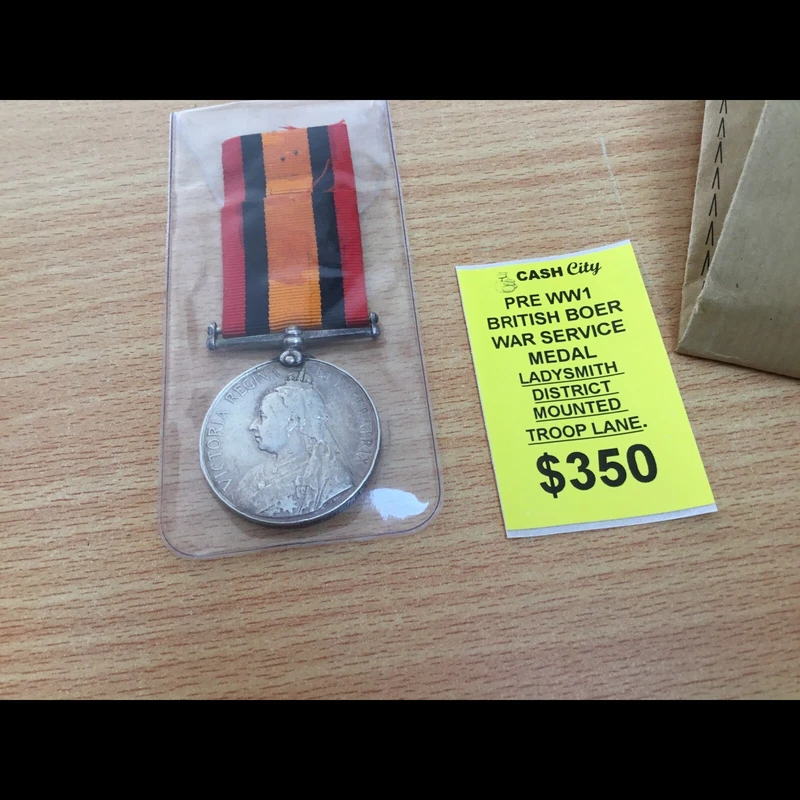 VICTORIA REGINA
CASH City
PRE WW1
BRITISH BOER
WAR SERVICE
MEDAL
LADYSMITH
DISTRICT
MOUNTED
TROOP LANE.
$350